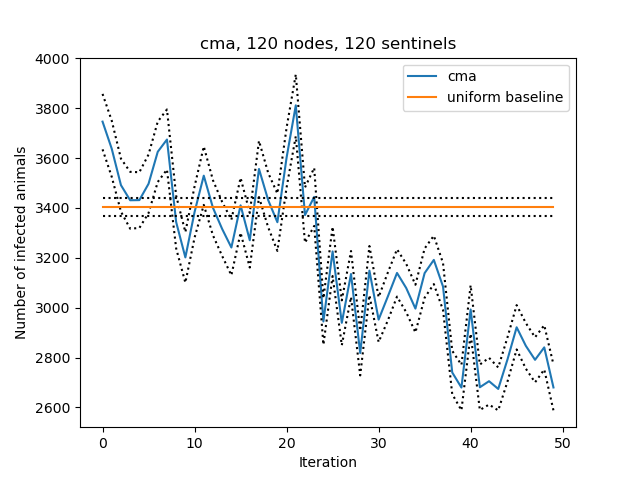 cma, 120 nodes, 120 sentinels
cma
uniform baseline
Number of infected animals
4000
3800
3600
3400
3200
3000
2800
2600
0 10 20 30 40 50
Iteration